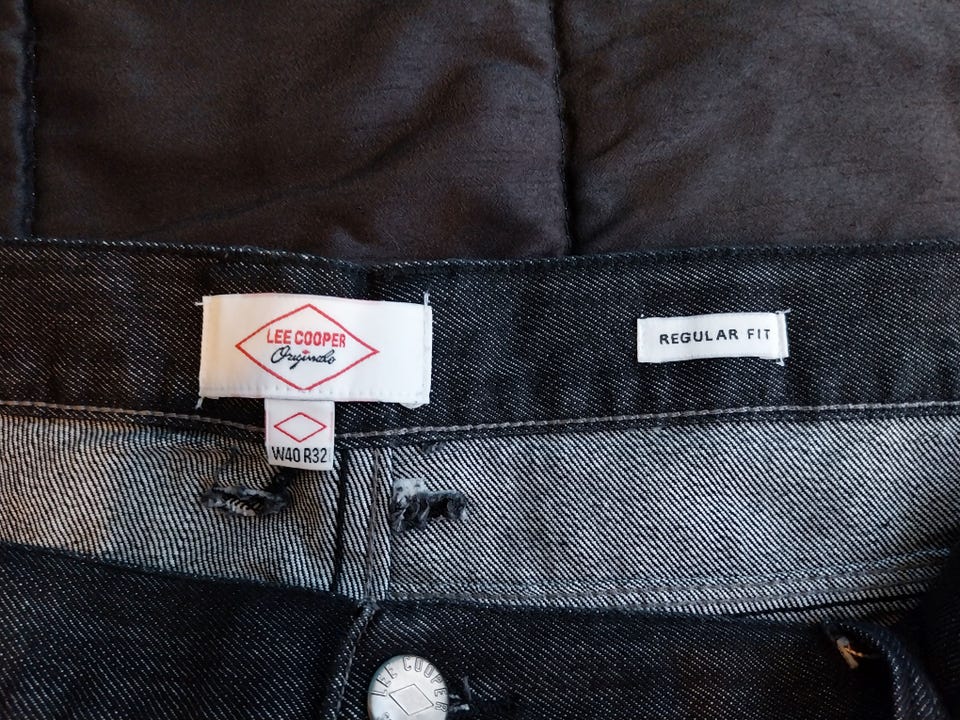 LEE COOPER
Originals
REGULAR FIT
W40 R32
LEE COOPER